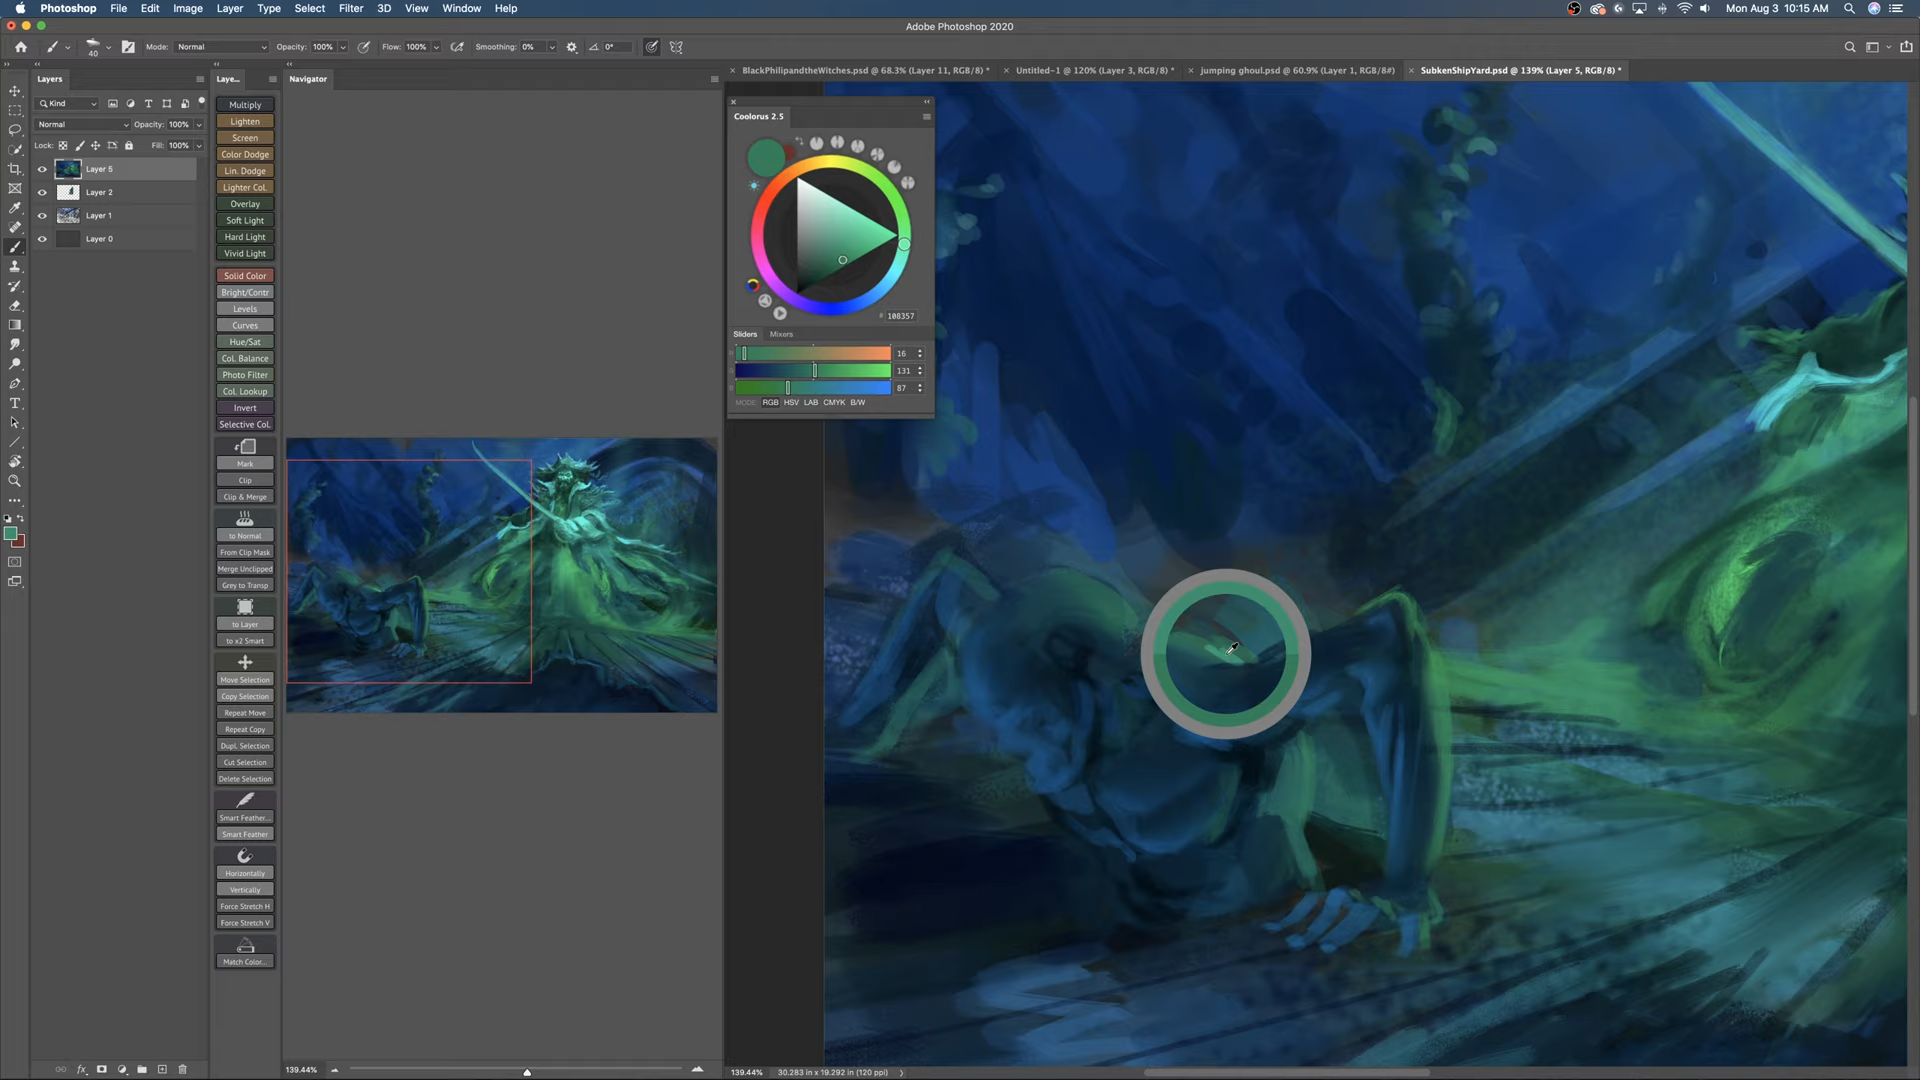 Photoshop File Edit Image Layer Type Select Filter 3D View Window Help
Mon Aug 3 10:15 AM
Adobe Photoshop 2020
40
Mode: Normal Opacity: 100% Flow: 100% Smoothing: 0% 0°
Layers
Laye...
Navigator
BlackPhilipandtheWitches.psd @ 68.3% (Layer 11, RGB/8) *
Untitled-1 @ 120% (Layer 3, RGB/8) *
jumping ghoul.psd @ 60.9% (Layer 1, RGB/8#)
SubkenShipYard.psd @ 139% (Layer 5, RGB/8) *
Kind
Normal Opacity: 100%
Lock: Fill: 100%
Layer 5
Layer 2
Layer 1
Layer 0
Multiply
Lighten
Screen
Color Dodge
Lin. Dodge
Lighter Col.
Overlay
Soft Light
Hard Light
Vivid Light
Solid Color
Bright/Contr
Levels
Curves
Hue/Sat
Col. Balance
Photo Filter
Col. Lookup
Invert
Selective Col.
Mark
Clip
Clip & Merge
to Normal
From Clip Mask
Merge Unclipped
Grey to Transp
to Layer
to x2 Smart
Move Selection
Copy Selection
Repeat Move
Repeat Copy
Dupl. Selection
Cut Selection
Delete Selection
Smart Feather...
Smart Feather
Horizontally
Vertically
Force Stretch H
Force Stretch V
Match Color...
Coolorus 2.5
# 108357
Sliders Mixers
16
131
87
MODE RGB HSV LAB CMYK B/W
139.44%
139.44% 30.283 in x 19.292 in (120 ppi)
fx